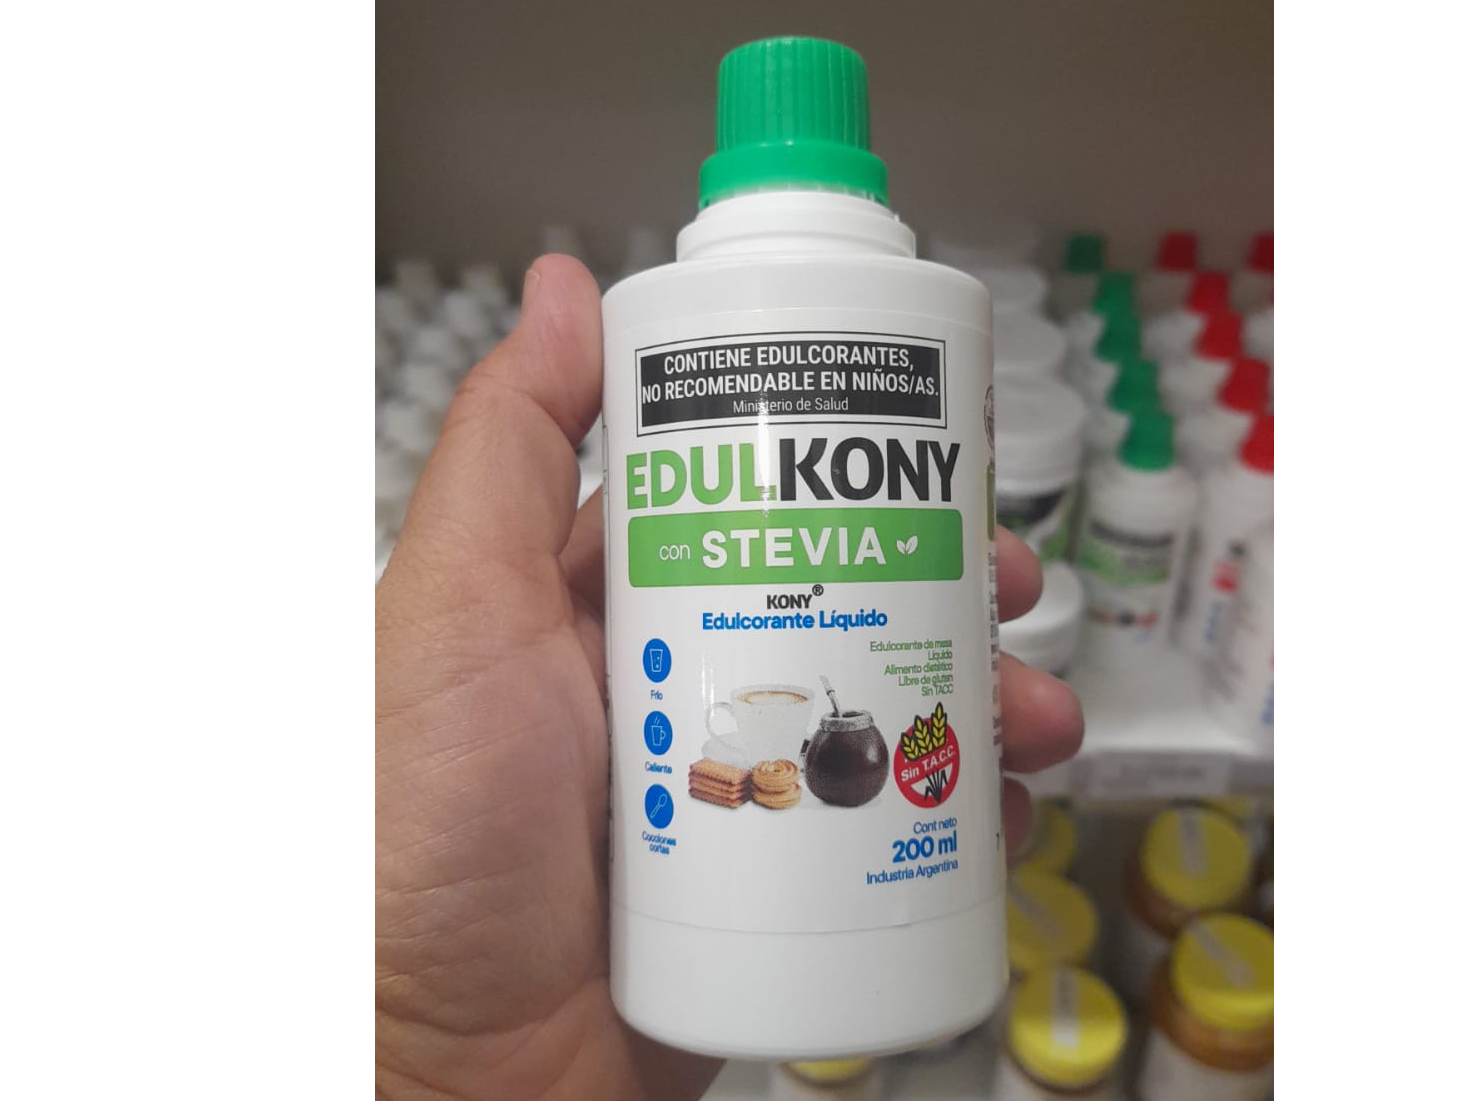 CONTIENE EDULCORANTES,
NO RECOMENDABLE EN NIÑOS/AS.
Ministerio de Salud
EDULKONY
con STEVIA
KONY®
Edulcorante Líquido
Edulcorante de mesa
Líquido
Alimento dietético
Libre de gluten
Sin TACC
Frío
Caliente
Cocciones
cortas
Sin T.A.C.C.
Cont neto
200 ml
Industria Argentina